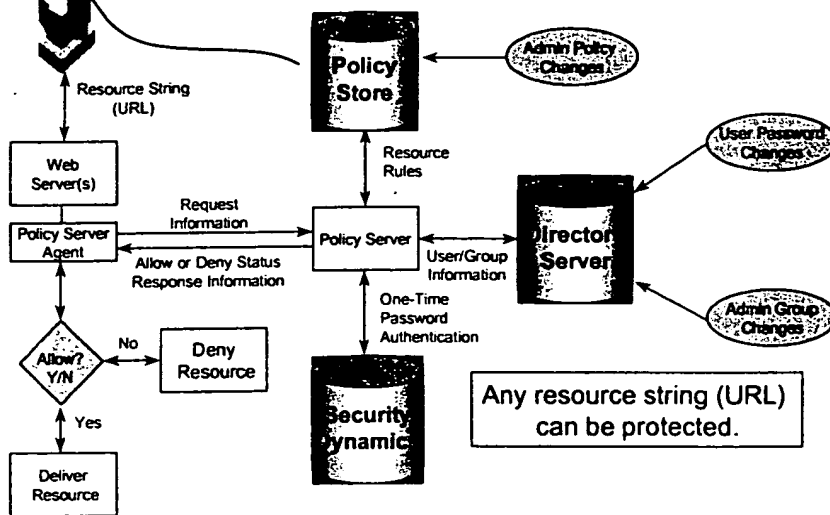 Policy
Store
Admin Policy
Changes
Resource String
(URL)
Web
Server(s)
Resource
Rules
User Password
Changes
Request
Information
Policy Server
Agent
Policy Server
Director
Server
Allow or Deny Status
Response Information
User/Group
Information
One-Time
Password
Authentication
Admin Group
Changes
Allow?
Y/N
No
Deny
Resource
Security
Dynamic
Any resource string (URL)
can be protected.
Yes
Deliver
Resource